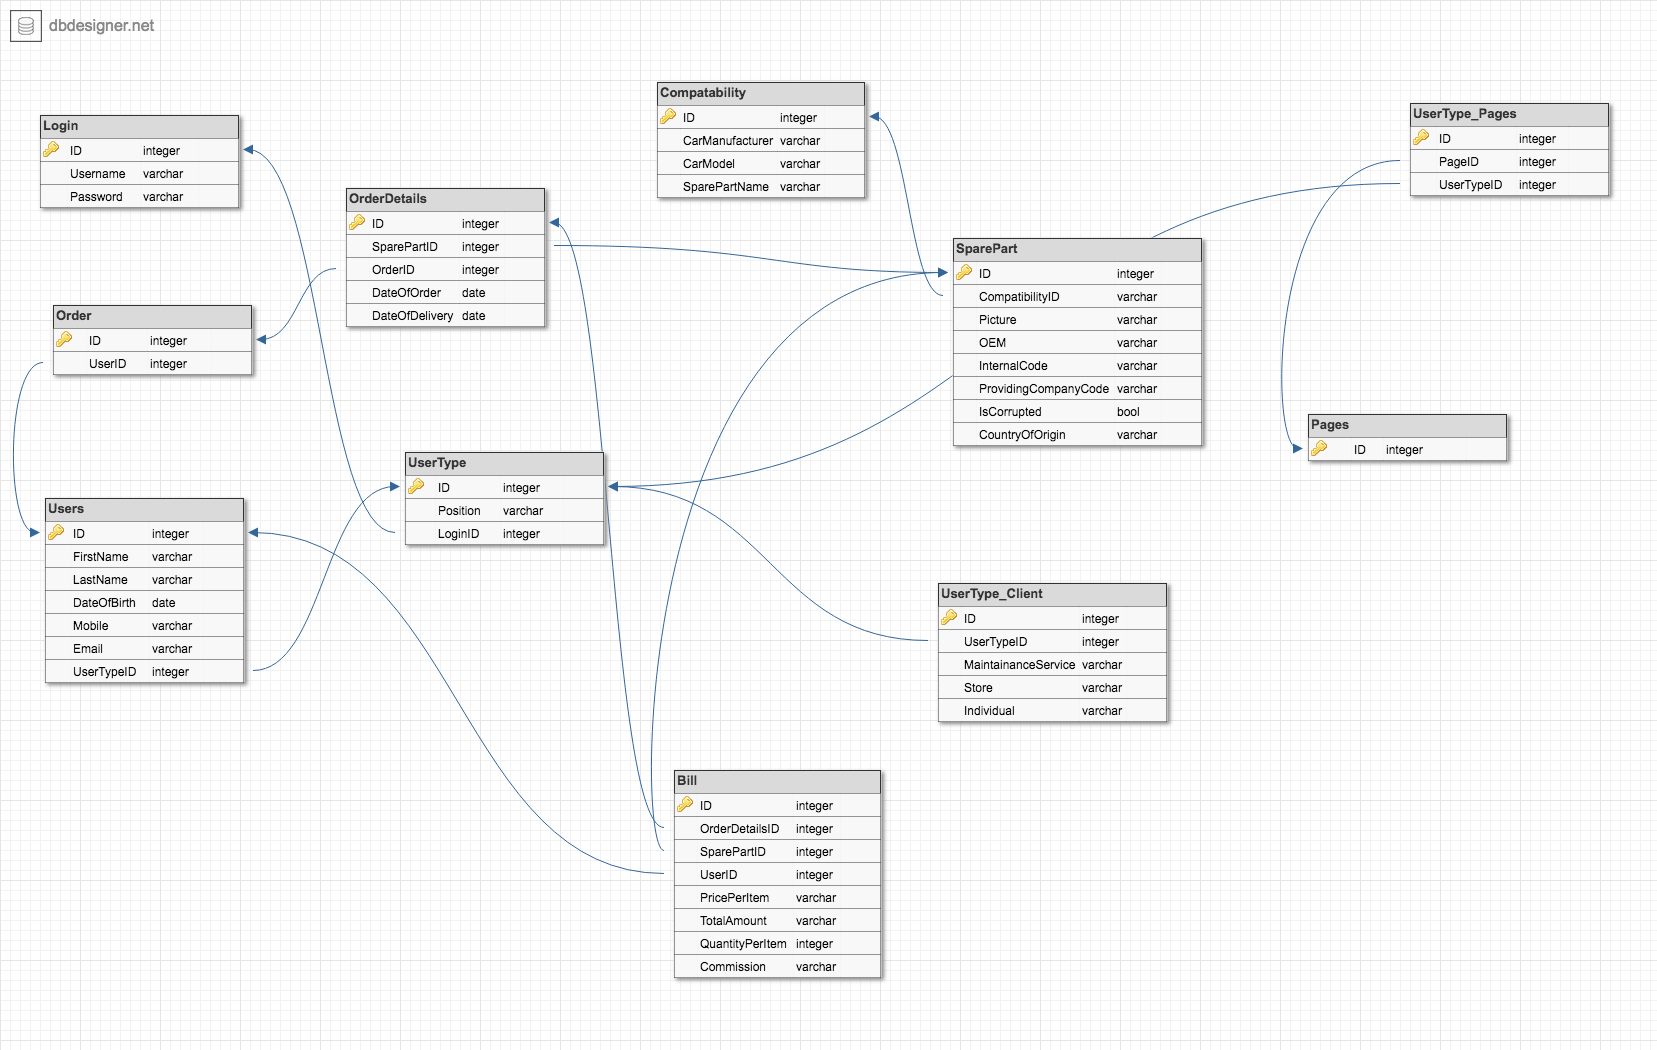 dbdesigner.net
Login
ID integer
Username varchar
Password varchar
Order
ID integer
UserID integer
Users
ID integer
FirstName varchar
LastName varchar
DateOfBirth date
Mobile varchar
Email varchar
UserTypeID integer
OrderDetails
ID integer
SparePartID integer
OrderID integer
DateOfOrder date
DateOfDelivery date
UserType
ID integer
Position varchar
LoginID integer
Compatability
ID integer
CarManufacturer varchar
CarModel varchar
SparePartName varchar
SparePart
ID integer
CompatibilityID varchar
Picture varchar
OEM varchar
InternalCode varchar
ProvidingCompanyCode varchar
IsCorrupted bool
CountryOfOrigin varchar
UserType_Pages
ID integer
PageID integer
UserTypeID integer
Pages
ID integer
UserType_Client
ID integer
UserTypeID integer
MaintainanceService varchar
Store varchar
Individual varchar
Bill
ID integer
OrderDetailsID integer
SparePartID integer
UserID integer
PricePerItem varchar
TotalAmount varchar
QuantityPerItem integer
Commission varchar